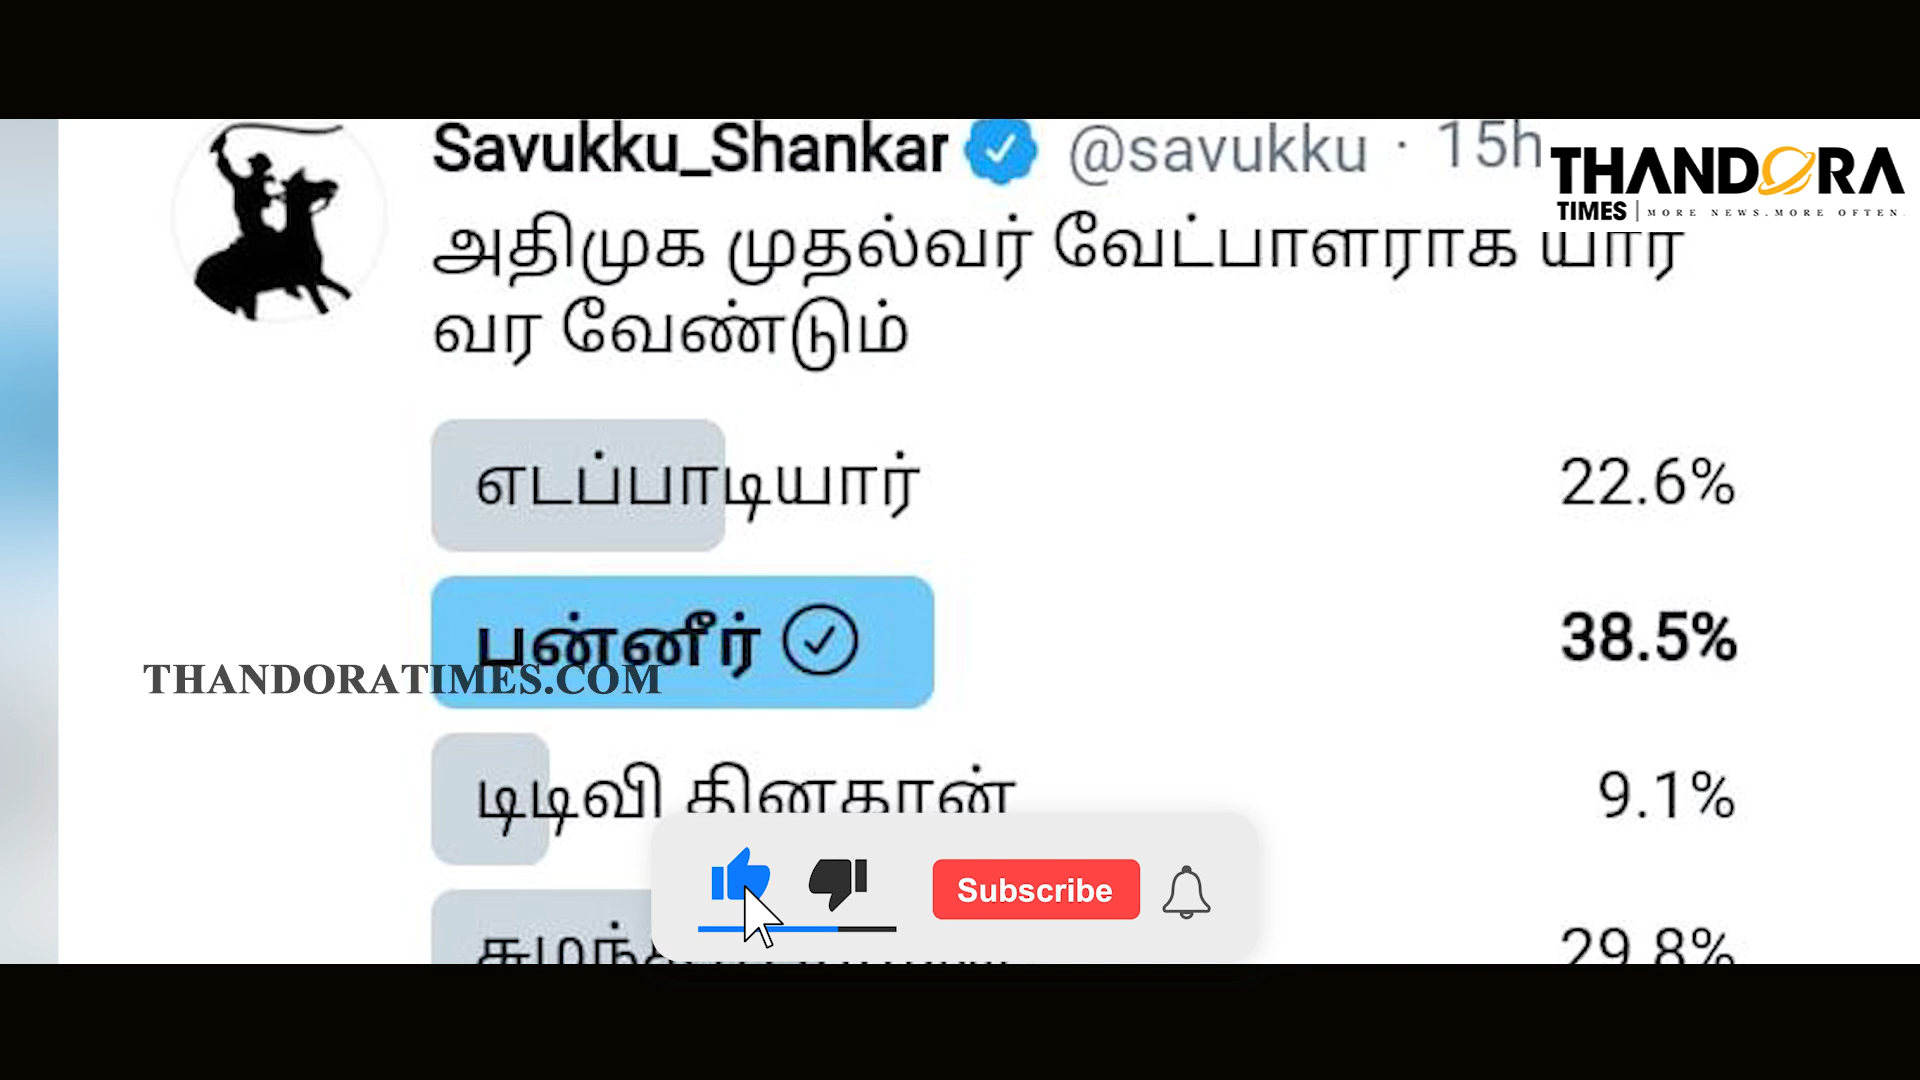 Savukku_Shankar @savukku · 15h
THANDORA
TIMES | MORE NEWS.MORE OFTEN
அதிமுக முதல்வர் வேட்பாளராக யார்
வர வேண்டும்
எடப்பாடியார் 22.6%
பன்னீர் 38.5%
THANDORATIMES.COM
டிடிவி தினகரன் 9.1%
Subscribe
29.8%